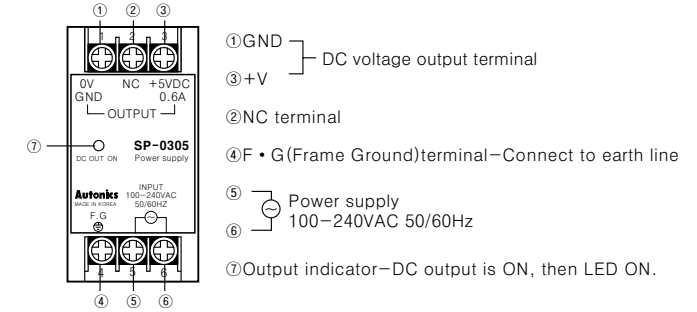 ① ② ③
1 2 3
0V NC +5VDC
GND 0.6A
OUTPUT
⑦
DC OUT ON
SP-0305
Power supply
Autonics
MADE IN KOREA
INPUT
100-240VAC
50/60HZ
F.G
4 5 6
④ ⑤ ⑥
①GND
③+V
DC voltage output terminal
②NC terminal
④F • G(Frame Ground)terminal-Connect to earth line
⑤
⑥
Power supply
100-240VAC 50/60Hz
⑦Output indicator-DC output is ON, then LED ON.